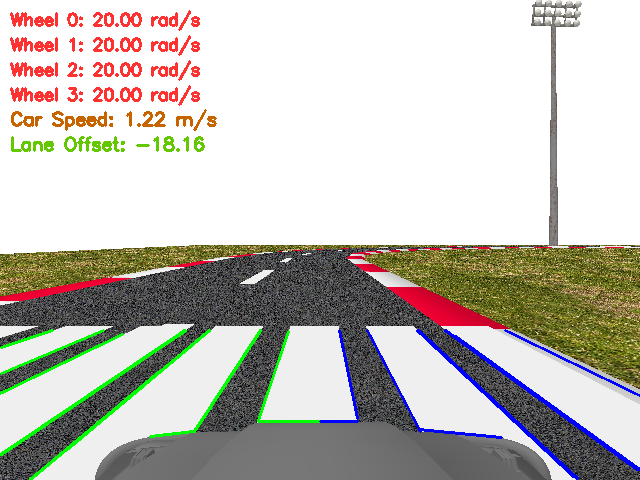 Wheel 0: 20.00 rad/s
Wheel 1: 20.00 rad/s
Wheel 2: 20.00 rad/s
Wheel 3: 20.00 rad/s
Car Speed: 1.22 m/s
Lane Offset: -18.16